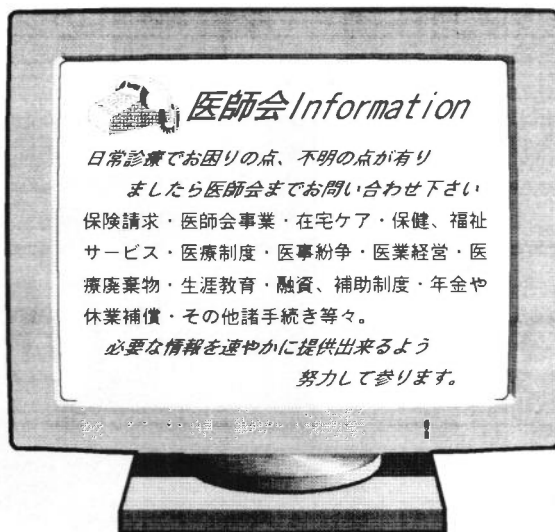 医師会Information
日常診療でお困りの点、不明の点が有り
ましたら医師会までお問い合わせ下さい
保険請求・医師会事業・在宅ケア・保健、福祉
サービス・医療制度・医事紛争・医業経営・医
療廃棄物・生涯教育・融資、補助制度・年金や
休業補償・その他諸手続き等々。
必要な情報を速やかに提供出来るよう
努力して参ります。